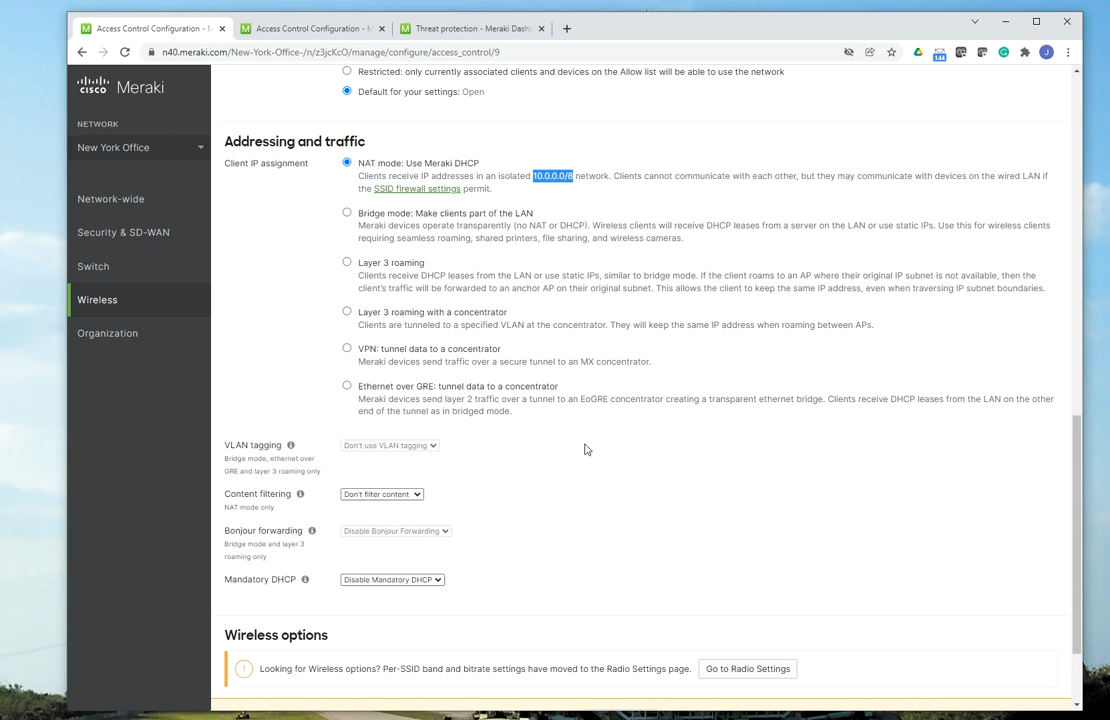 Access Control Configuration - 
Access Control Configuration - 
Threat protection - Meraki Dash
n40.meraki.com/New-York-Office-/n/z3jcKcO/manage/configure/access_control/9
144
J
CISCO Meraki
NETWORK
New York Office
Network-wide
Security & SD-WAN
Switch
Wireless
Organization
Restricted: only currently associated clients and devices on the Allow list will be able to use the network
Default for your settings: Open
Addressing and traffic
Client IP assignment
NAT mode: Use Meraki DHCP
Clients receive IP addresses in an isolated 10.0.0.0/8 network. Clients cannot communicate with each other, but they may communicate with devices on the wired LAN if
the SSID firewall settings permit.
Bridge mode: Make clients part of the LAN
Meraki devices operate transparently (no NAT or DHCP). Wireless clients will receive DHCP leases from a server on the LAN or use static IPs. Use this for wireless clients
requiring seamless roaming, shared printers, file sharing, and wireless cameras.
Layer 3 roaming
Clients receive DHCP leases from the LAN or use static IPs, similar to bridge mode. If the client roams to an AP where their original IP subnet is not available, then the
client's traffic will be forwarded to an anchor AP on their original subnet. This allows the client to keep the same IP address, even when traversing IP subnet boundaries.
Layer 3 roaming with a concentrator
Clients are tunneled to a specified VLAN at the concentrator. They will keep the same IP address when roaming between APs.
VPN: tunnel data to a concentrator
Meraki devices send traffic over a secure tunnel to an MX concentrator.
Ethernet over GRE: tunnel data to a concentrator
Meraki devices send layer 2 traffic over a tunnel to an EoGRE concentrator creating a transparent ethernet bridge. Clients receive DHCP leases from the LAN on the other
end of the tunnel as in bridged mode.
VLAN tagging
Bridge mode, ethernet over
GRE and layer 3 roaming only
Don't use VLAN tagging
Content filtering
NAT mode only
Don't filter content
Bonjour forwarding
Bridge mode and layer 3
roaming only
Disable Bonjour Forwarding
Mandatory DHCP
Disable Mandatory DHCP
Wireless options
Looking for Wireless options? Per-SSID band and bitrate settings have moved to the Radio Settings page.
Go to Radio Settings